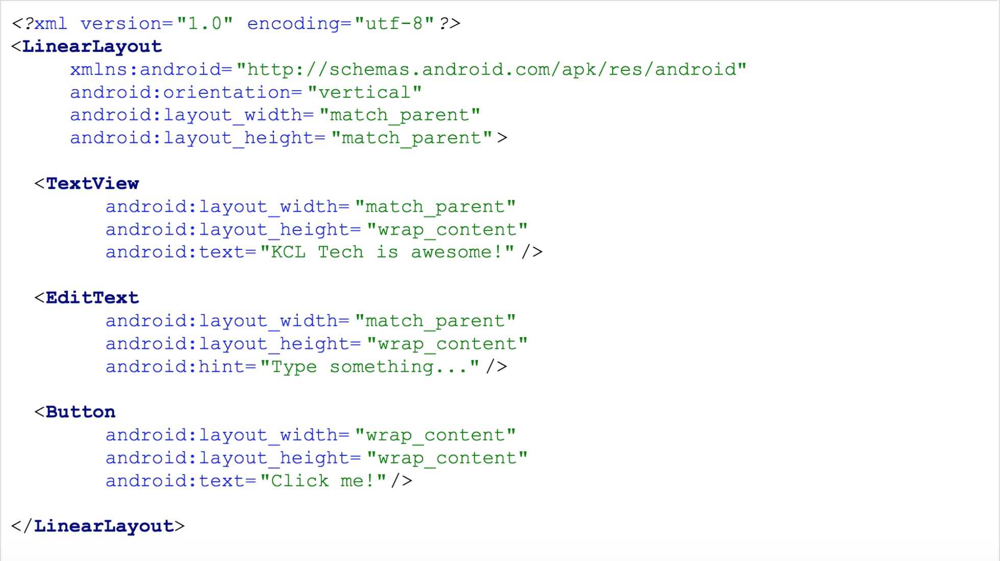 <?xml version="1.0" encoding="utf-8"?>
<LinearLayout
xmlns:android="http://schemas.android.com/apk/res/android"
android:orientation="vertical"
android:layout_width="match_parent"
android:layout_height="match_parent">
<TextView
android:layout_width="match_parent"
android:layout_height="wrap_content"
android:text="KCL Tech is awesome!" />
<EditText
android:layout_width="match_parent"
android:layout_height="wrap_content"
android:hint="Type something..." />
<Button
android:layout_width="wrap_content"
android:layout_height="wrap_content"
android:text="Click me!"/>
</LinearLayout>